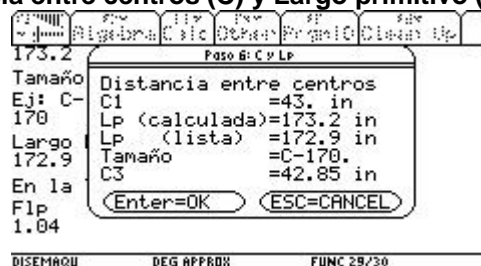 ia entre centros (C) y Largo primitivo (
Algebra Calc Other PrgmIO Clean Up
173.2
Paso 6: C y Lp
Tamaño
Ej: C-
170
Largo
172.9
En la
Flp
1.04
Distancia entre centros
C1 =43. in
Lp (calculada)=173.2 in
Lp (lista) =172.9 in
Tamaño =C-170.
C3 =42.85 in
Enter=OK ESC=CANCEL
DISEMAQU DEG APPROX FUNC 29/30